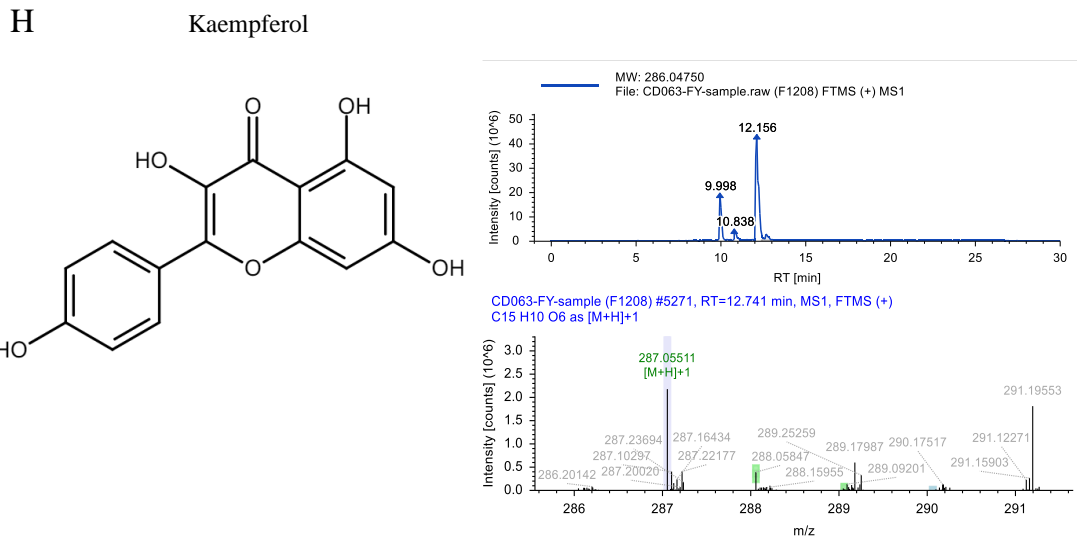 H
Kaempferol
O
OH
HO
O
OH
HO
MW: 286.04750
File: CD063-FY-sample.raw (F1208) FTMS (+) MS1
Intensity [counts] (10^6)
50
40
30
20
10
0
12.156
9.998
10.838
0 5 10 15 20 25 30
RT [min]
CD063-FY-sample (F1208) #5271, RT=12.741 min, MS1, FTMS (+)
C15 H10 O6 as [M+H]+1
Intensity [counts] (10^6)
3.0
2.5
2.0
1.5
1.0
0.5
0.0
287.05511
[M+H]+1
291.19553
287.23694
287.16434
289.25259
289.17987
290.17517
291.12271
287.10297
287.22177
288.05847
291.15903
286.20142
287.20020
288.15955
289.09201
286 287 288 289 290 291
m/z